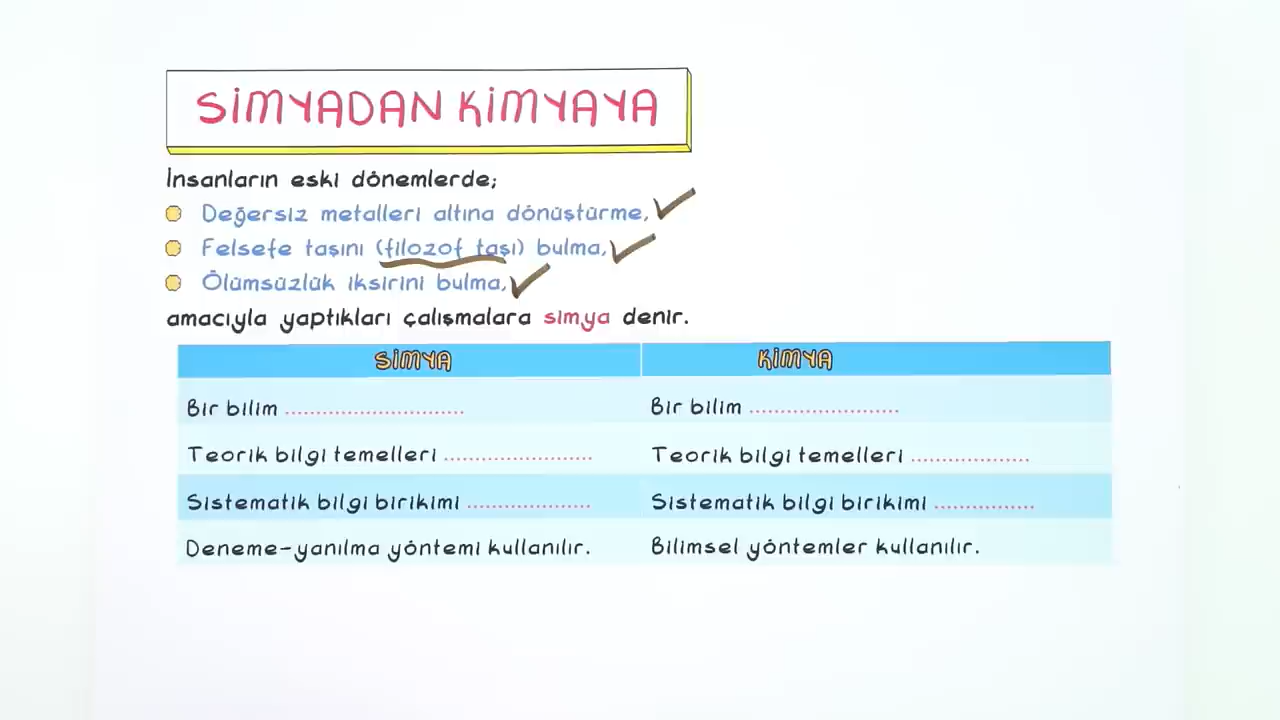 SİMYADAN KİMYAYA
İnsanların eski dönemlerde;
Değersiz metalleri altına dönüştürme,
Felsefe taşını (filozof taşı) bulma,
Ölümsüzlük iksirini bulma,
amacıyla yaptıkları çalışmalara simya denir.
SİMYA KİMYA
Bir bilim .............................. Bir bilim .........................
Teorik bilgi temelleri ......................... Teorik bilgi temelleri ....................
Sistematik bilgi birikimi ..................... Sistematik bilgi birikimi .................
Deneme-yanılma yöntemi kullanılır. Bilimsel yöntemler kullanılır.